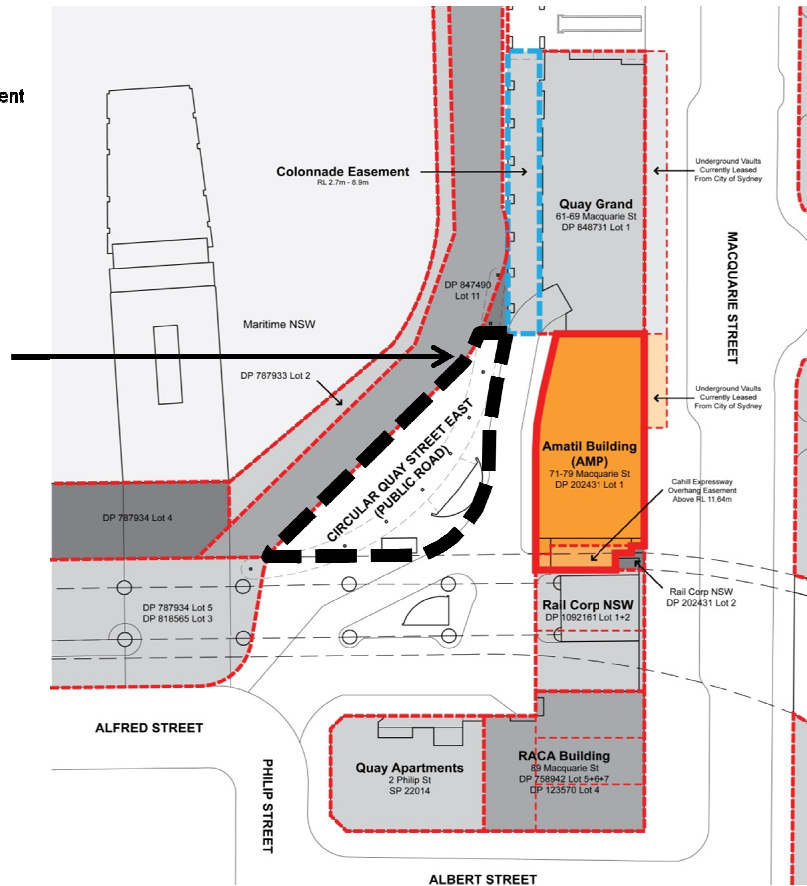 ent
Colonnade Easement
RL 2.7m - 8.9m
Underground Vaults
Currently Leased
From City of Sydney
Quay Grand
61-69 Macquarie St
DP 848731 Lot 1
MACQUARIE STREET
DP 847490
Lot 11
Maritime NSW
DP 787933 Lot 2
Underground Vaults
Currently Leased
From City of Sydney
CIRCULAR QUAY STREET EAST
(PUBLIC ROAD)
Amatil Building
(AMP)
71-79 Macquarie St
DP 202431 Lot 1
Cahill Expressway
Overhang Easement
Above RL 11.64m
DP 787934 Lot 4
Rail Corp NSW
DP 202431 Lot 2
DP 787934 Lot 5
DP 818565 Lot 3
Rail Corp NSW
DP 1092161 Lot 1+2
ALFRED STREET
PHILIP STREET
Quay Apartments
2 Philip St
SP 22014
RACA Building
89 Macquarie St
DP 758942 Lot 5+6+7
DP 123570 Lot 4
ALBERT STREET